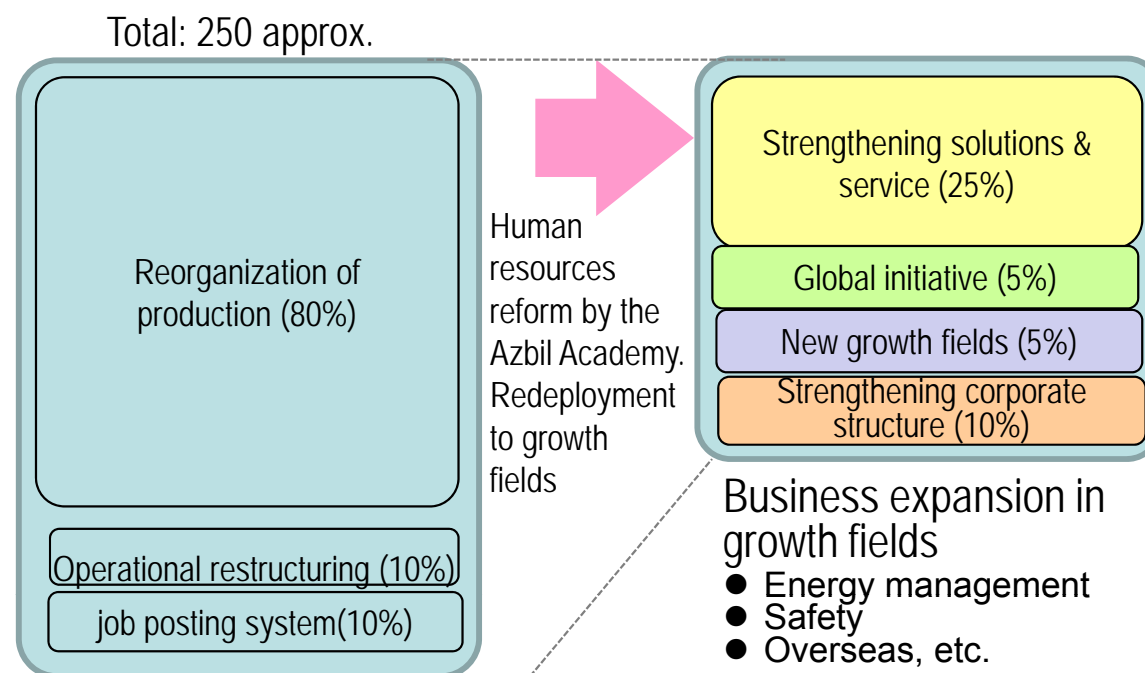 Total: 250 approx.
Reorganization of
production (80%)
Operational restructuring (10%)
job posting system(10%)
Human
resources
reform by the
Azbil Academy.
Redeployment
to growth
fields
Strengthening solutions &
service (25%)
Global initiative (5%)
New growth fields (5%)
Strengthening corporate
structure (10%)
Business expansion in
growth fields
● Energy management
● Safety
● Overseas, etc.